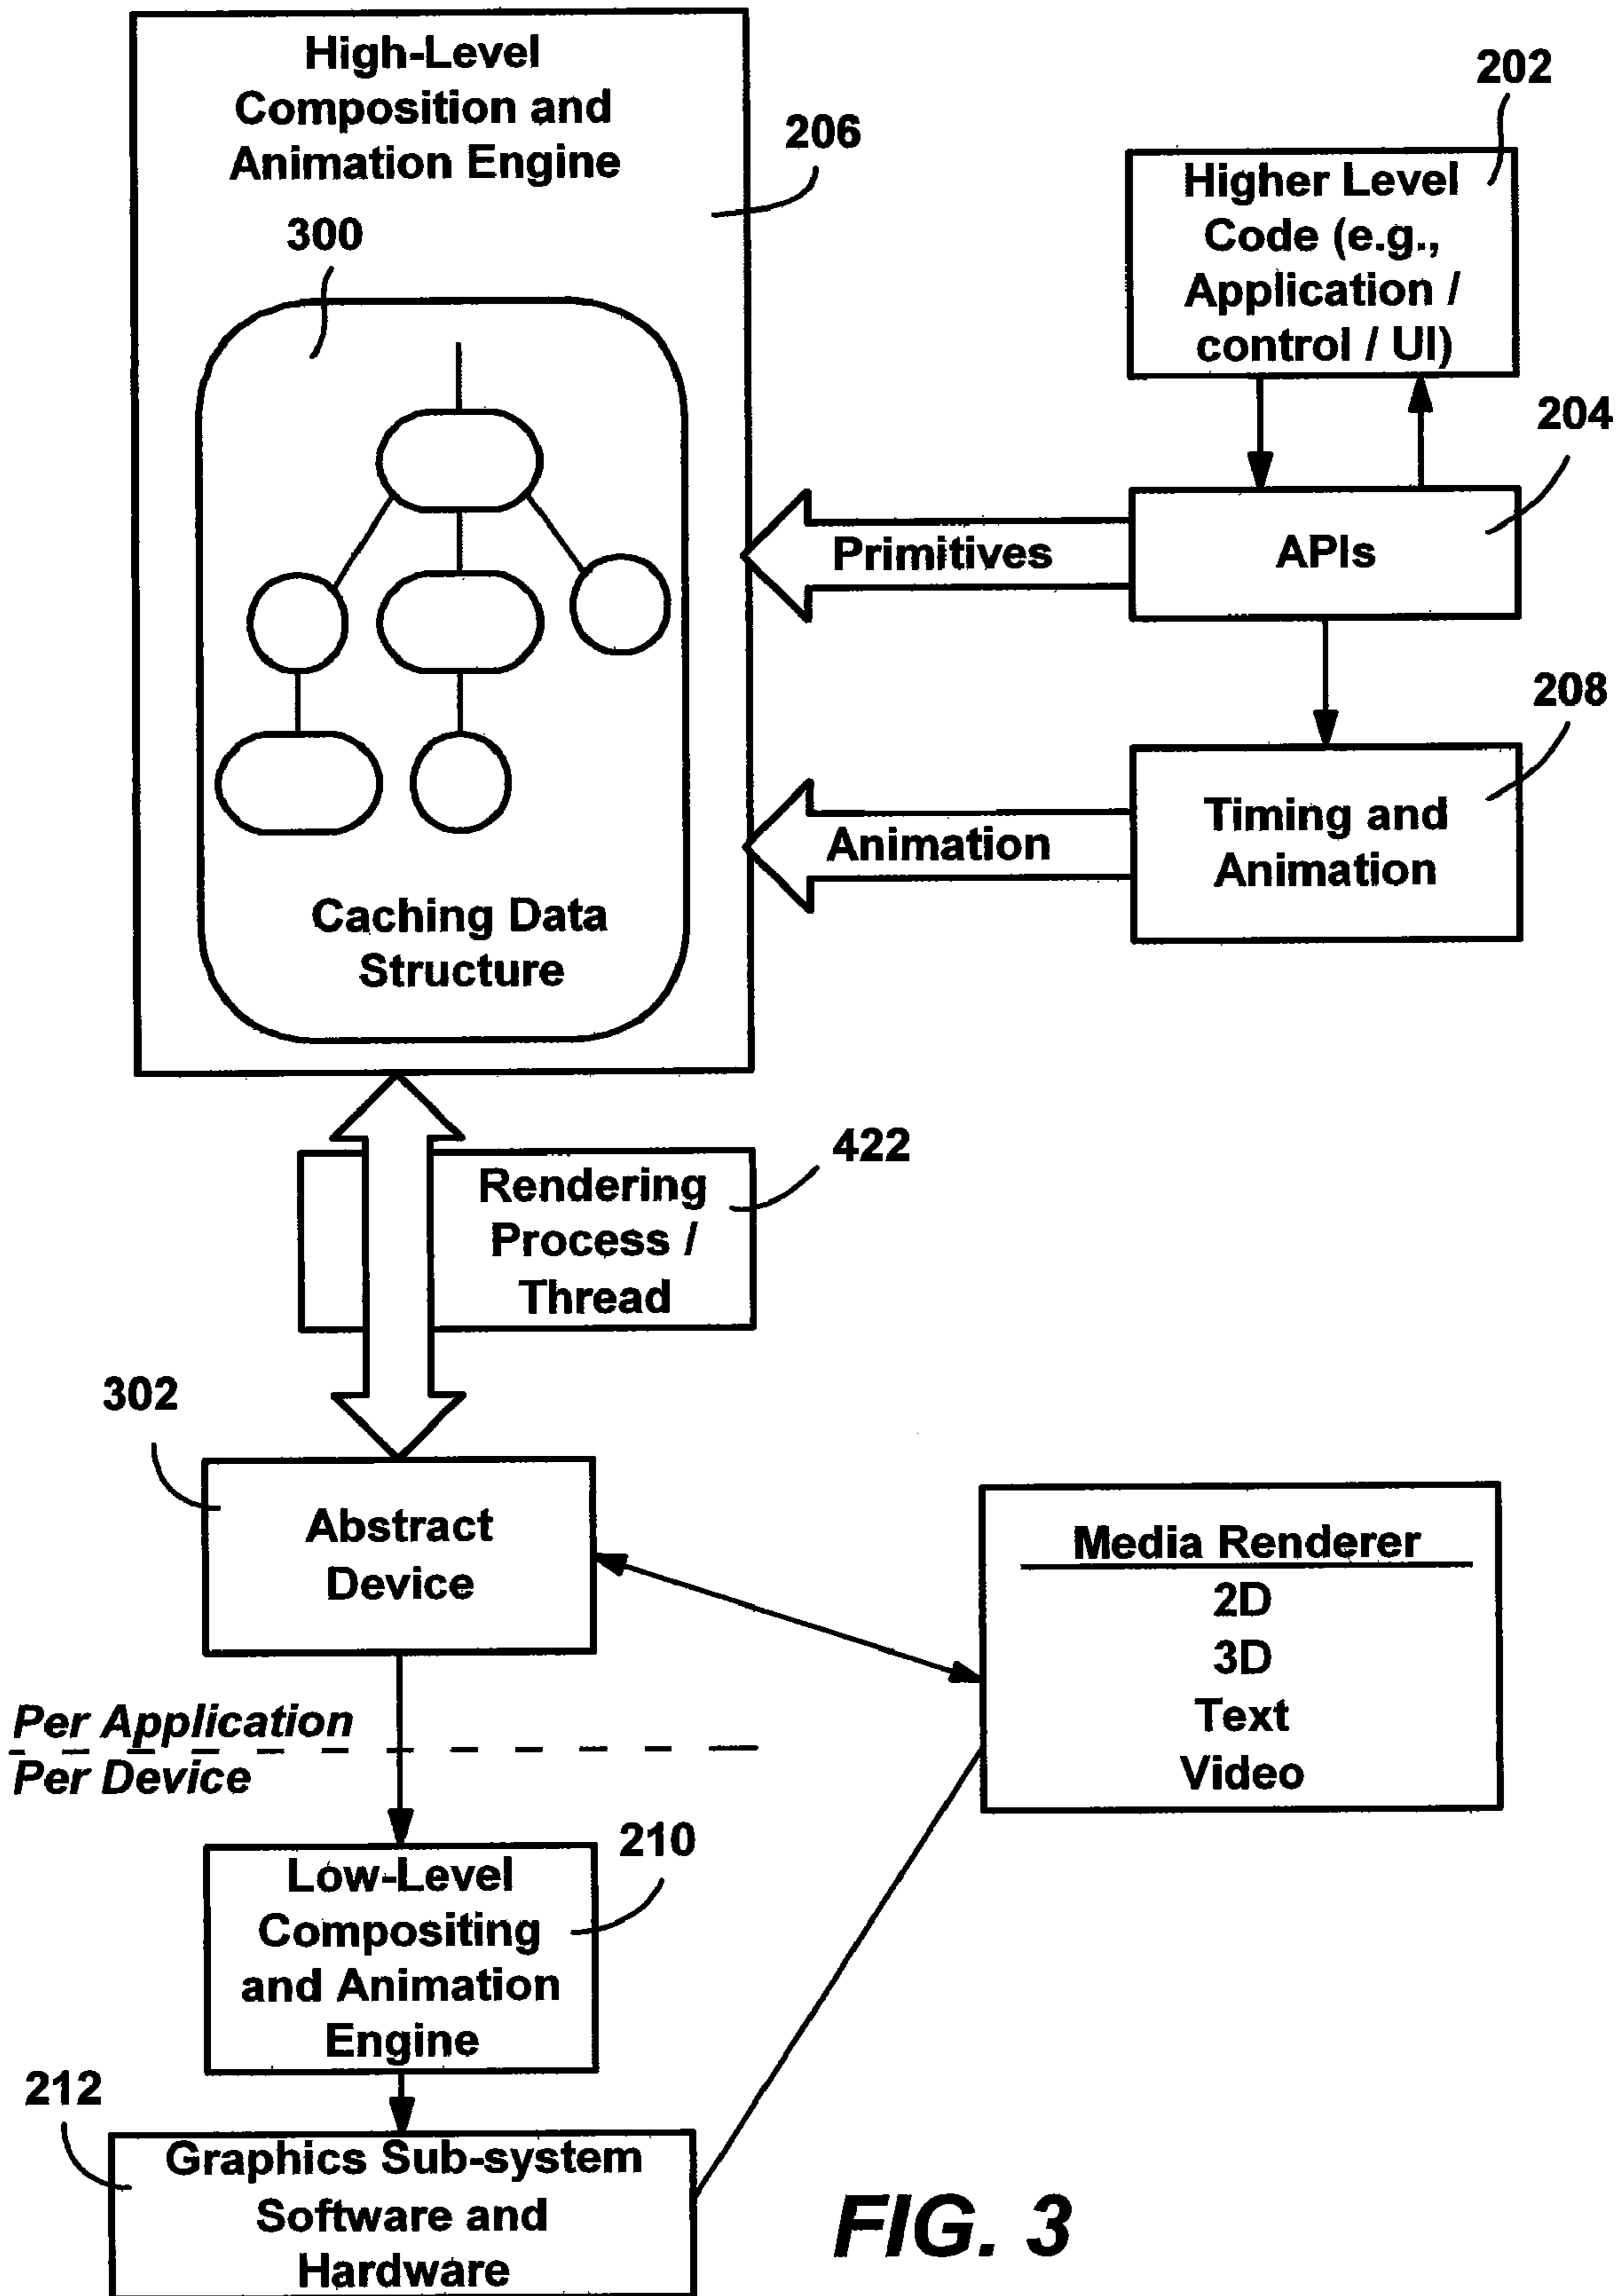 High-Level
Composition and
Animation Engine
206
300
Caching Data
Structure
202
Higher Level
Code (e.g.,
Application /
control / UI)
204
APIs
Primitives
208
Timing and
Animation
Animation
422
Rendering
Process /
Thread
302
Abstract
Device
Media Renderer
2D
3D
Text
Video
Per Application
Per Device
210
Low-Level
Compositing
and Animation
Engine
212
Graphics Sub-system
Software and
Hardware
FIG. 3